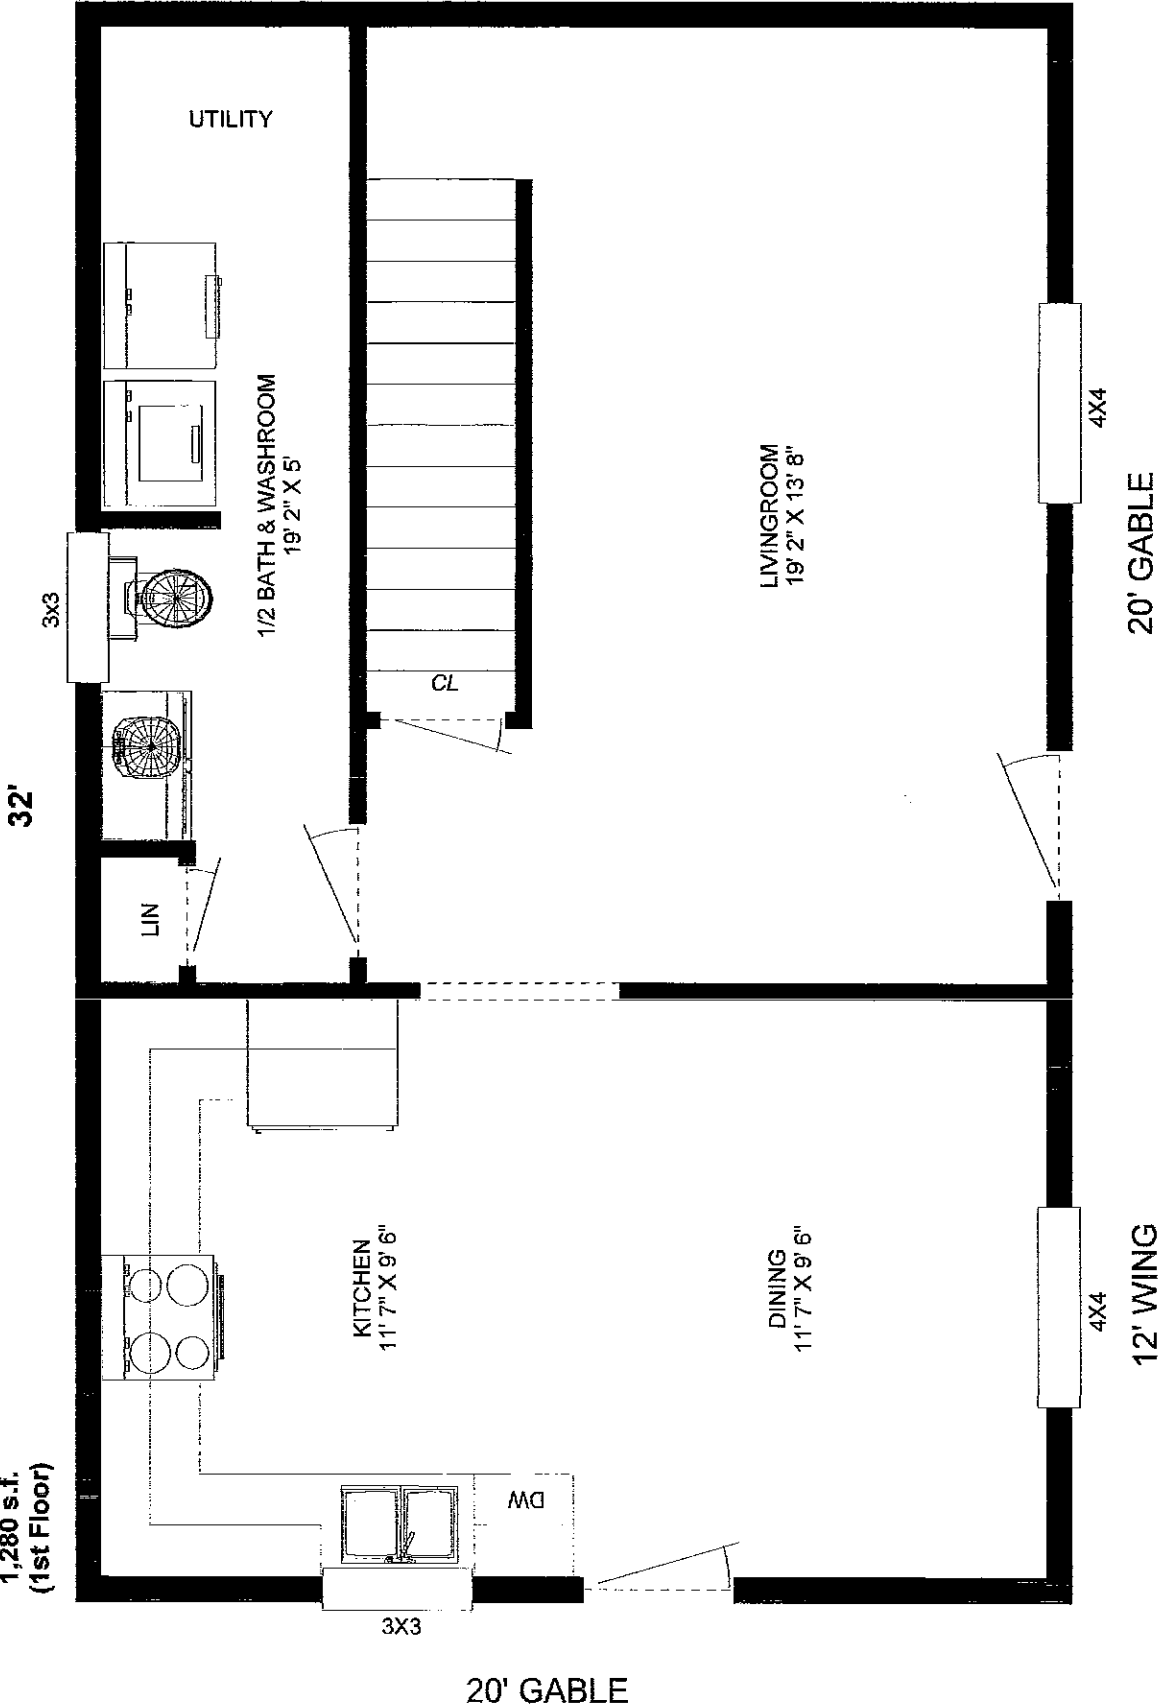 UTILITY
1/2 BATH & WASHROOM
19' 2" X 5'
3x3
CL
LIN
32'
LIVINGROOM
19' 2" X 13' 8"
4X4
20' GABLE
KITCHEN
11' 7" X 9' 6"
DINING
11' 7" X 9' 6"
4X4
12' WING
DW
1,280 s.f.
(1st Floor)
3X3
20' GABLE